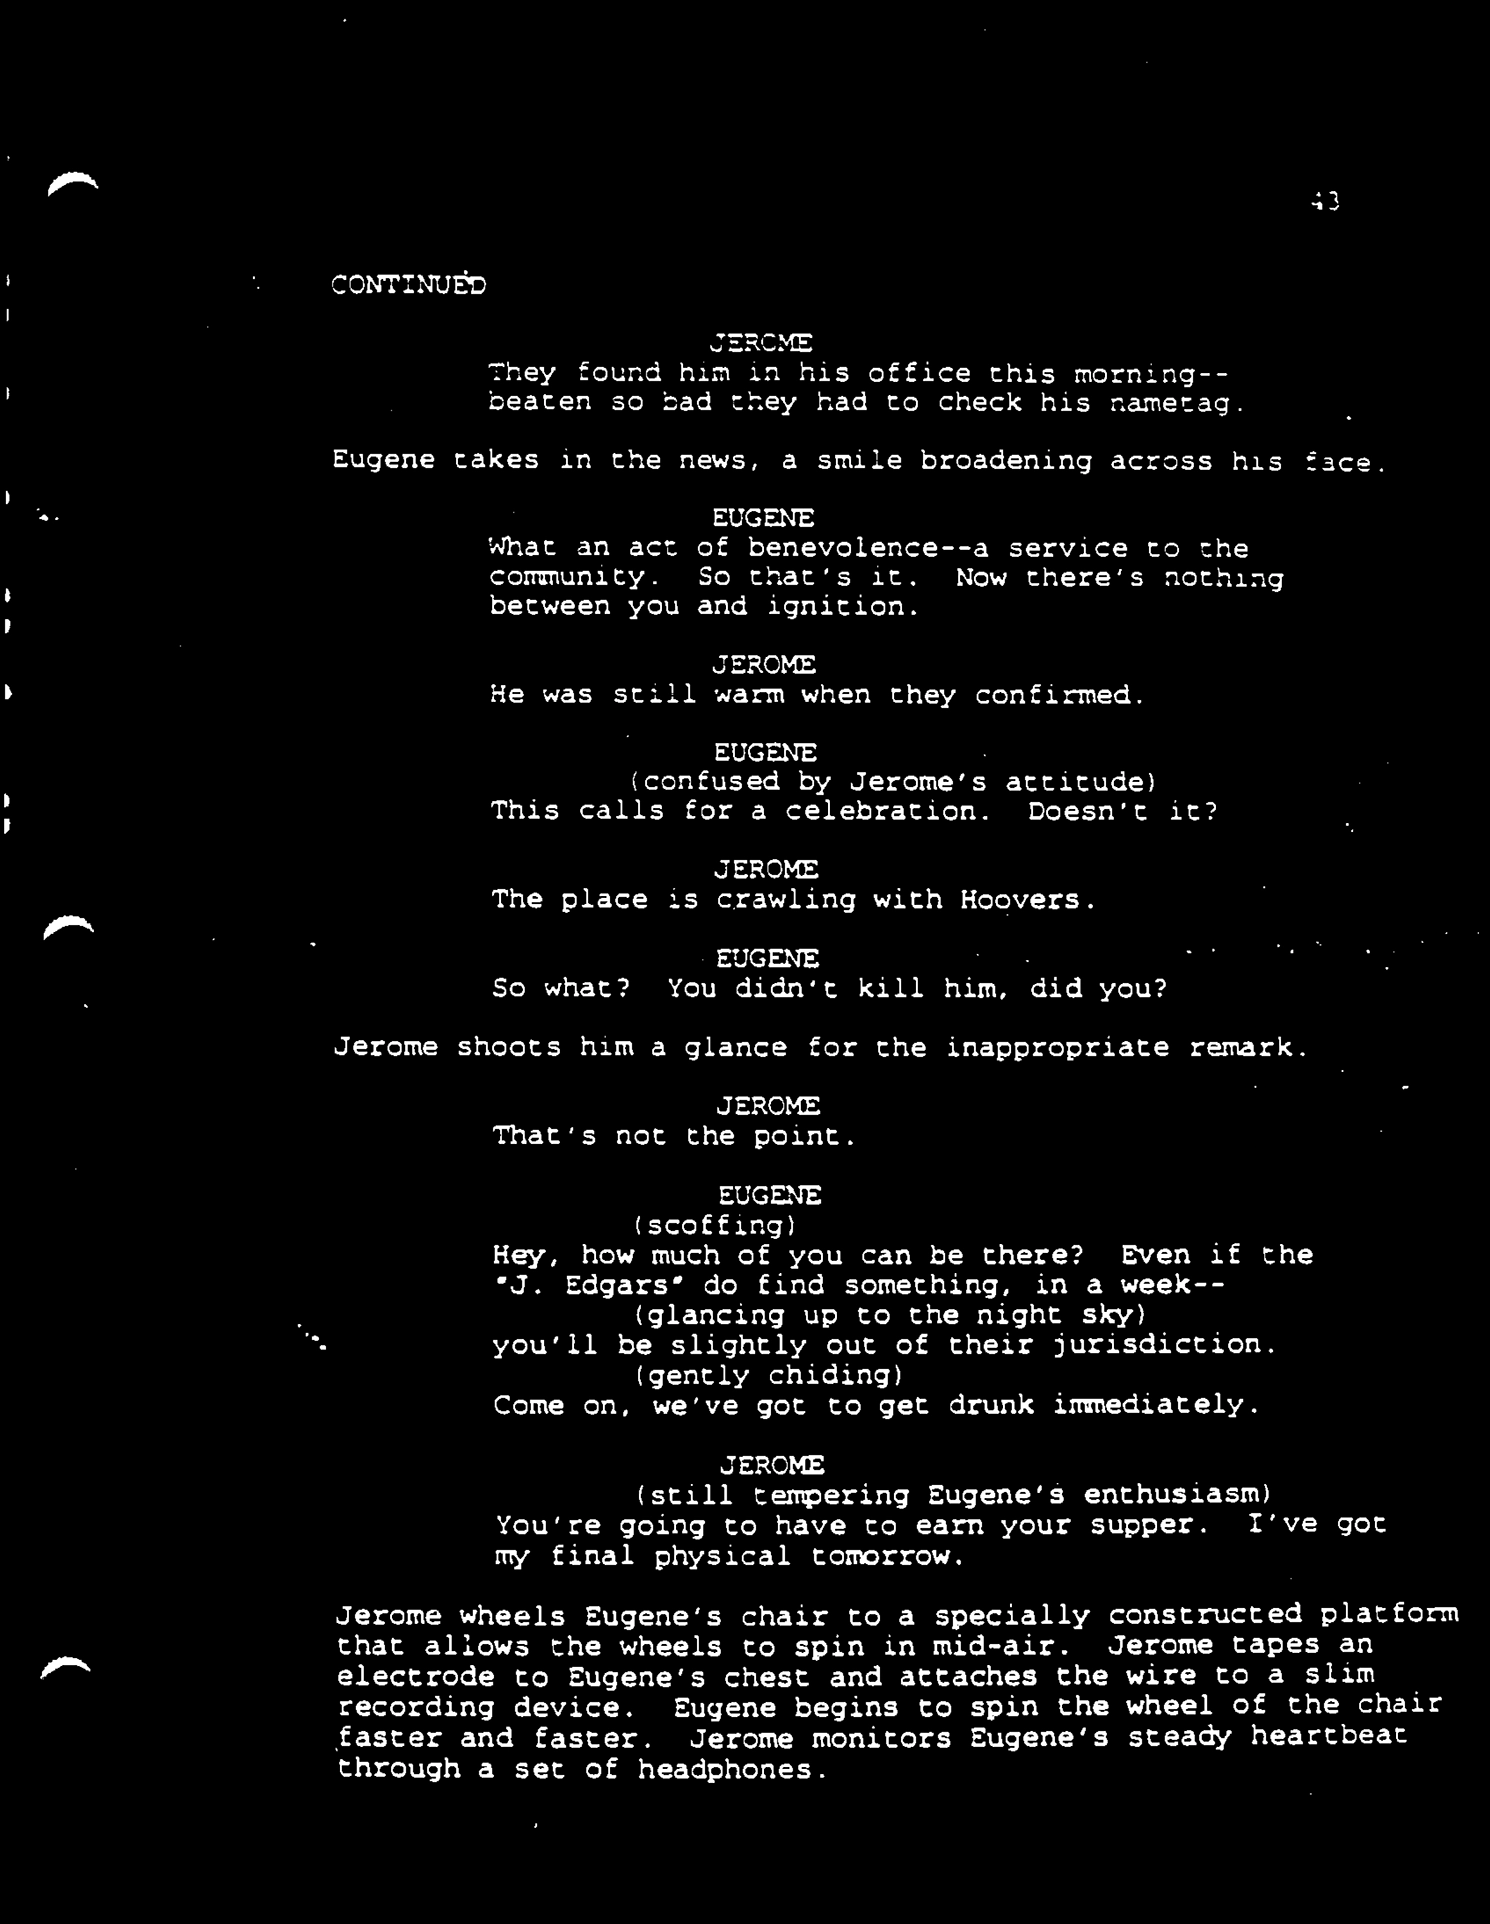 43
CONTINUED
JEROME
They found him in his office this morning--
beaten so bad they had to check his nametag.
Eugene takes in the news, a smile broadening across his face.
EUGENE
What an act of benevolence--a service to the
community.  So that's it.  Now there's nothing
between you and ignition.
JEROME
He was still warm when they confirmed.
EUGENE
(confused by Jerome's attitude)
This calls for a celebration.  Doesn't it?
JEROME
The place is crawling with Hoovers.
EUGENE
So what?  You didn't kill him, did you?
Jerome shoots him a glance for the inappropriate remark.
JEROME
That's not the point.
EUGENE
(scoffing)
Hey, how much of you can be there?  Even if the
"J. Edgars" do find something, in a week--
(glancing up to the night sky)
you'll be slightly out of their jurisdiction.
(gently chiding)
Come on, we've got to get drunk immediately.
JEROME
(still tempering Eugene's enthusiasm)
You're going to have to earn your supper.  I've got
my final physical tomorrow.
Jerome wheels Eugene's chair to a specially constructed platform
that allows the wheels to spin in mid-air.  Jerome tapes an
electrode to Eugene's chest and attaches the wire to a slim
recording device.  Eugene begins to spin the wheel of the chair
faster and faster.  Jerome monitors Eugene's steady heartbeat
through a set of headphones.